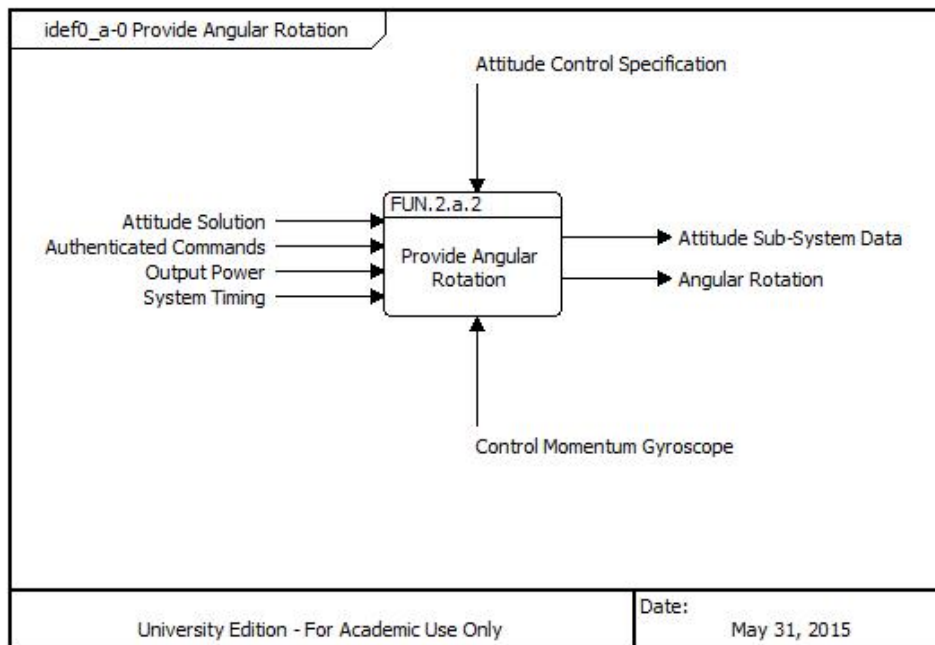 idef0_a-0 Provide Angular Rotation
Attitude Control Specification
FUN.2.a.2
Attitude Solution
Authenticated Commands
Output Power
System Timing
Provide Angular
Rotation
Attitude Sub-System Data
Angular Rotation
Control Momentum Gyroscope
University Edition - For Academic Use Only
Date:
May 31, 2015